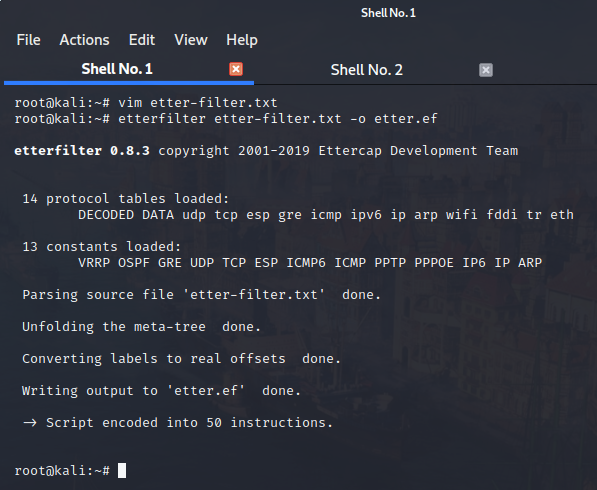 Shell No. 1
File Actions Edit View Help
Shell No. 1 Shell No. 2
root@kali:~# vim etter-filter.txt
root@kali:~# etterfilter etter-filter.txt -o etter.ef
etterfilter 0.8.3 copyright 2001-2019 Ettercap Development Team
14 protocol tables loaded:
DECODED DATA udp tcp esp gre icmp ipv6 ip arp wifi fddi tr eth
13 constants loaded:
VRRP OSPF GRE UDP TCP ESP ICMP6 ICMP PPTP PPPOE IP6 IP ARP
Parsing source file 'etter-filter.txt'  done.
Unfolding the meta-tree  done.
Converting labels to real offsets  done.
Writing output to 'etter.ef'  done.
-> Script encoded into 50 instructions.
root@kali:~#